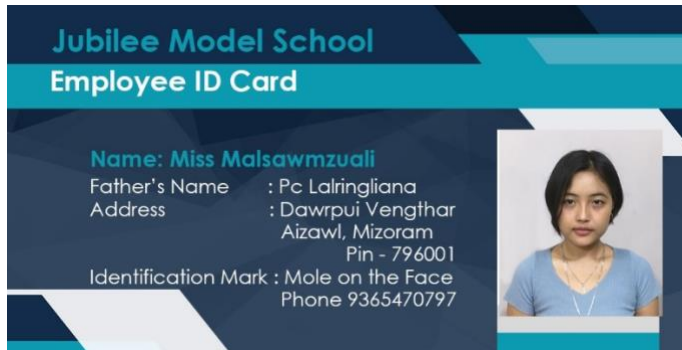 Jubilee Model School
Employee ID Card
Name: Miss Malsawmzuali
Father's Name : Pc Lalringliana
Address : Dawrpui Vengthar
Aizawl, Mizoram
Pin - 796001
Identification Mark : Mole on the Face
Phone 9365470797